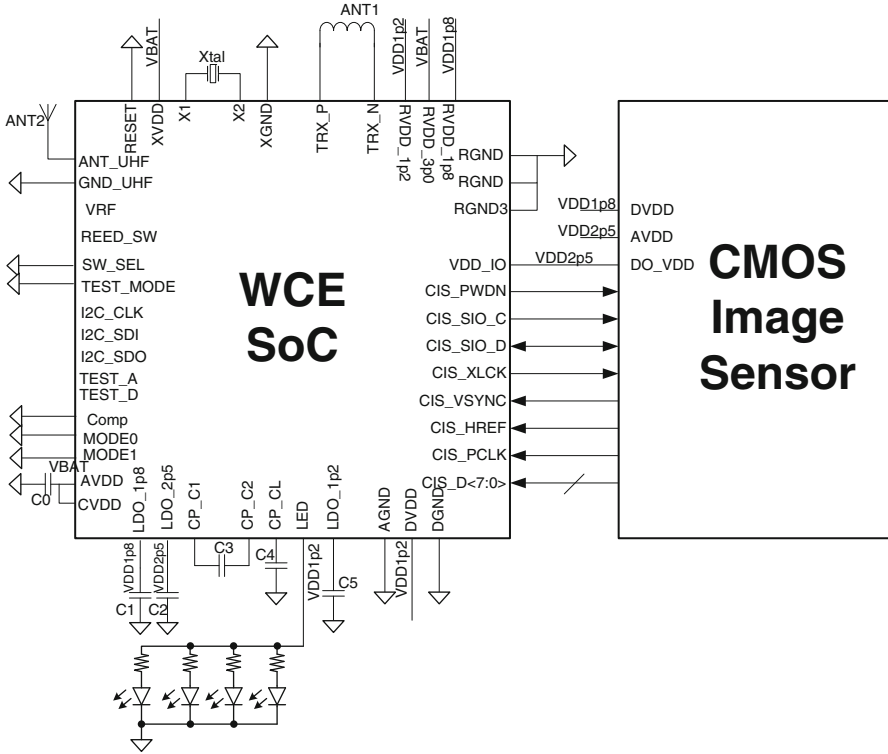 ANT1
VBAT
VDD1p2
VBAT
VDD1p8
Xtal
ANT2
RESET
XVDD
X1
X2
XGND
TRX_P
TRX_N
RVDD_1p2
RVDD_3p0
RVDD_1p8
ANT_UHF
GND_UHF
VRF
REED_SW
SW_SEL
TEST_MODE
I2C_CLK
I2C_SDI
I2C_SDO
TEST_A
TEST_D
Comp
MODE0
MODE1
VBAT
AVDD
C0
CVDD
WCE
SoC
RGND
RGND
RGND3
VDD_IO
CIS_PWDN
CIS_SIO_C
CIS_SIO_D
CIS_XLCK
CIS_VSYNC
CIS_HREF
CIS_PCLK
CIS_D<7:0>
VDD1p8
VDD2p5
VDD2p5
DVDD
AVDD
DO_VDD
CMOS
Image
Sensor
LDO_1p8
LDO_2p5
CP_C1
CP_C2
CP_CL
LED
LDO_1p2
AGND
DVDD
DGND
VDD1p8
VDD2p5
C3
C4
VDD1p2
C5
VDD1p2
C1
C2